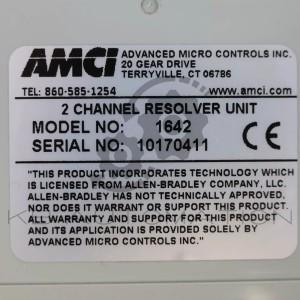 AMCI
ADVANCED MICRO CONTROLS INC.
20 GEAR DRIVE
TERRYVILLE, CT 06786
TEL: 860-585-1254
www.amci.com
2 CHANNEL RESOLVER UNIT
MODEL NO: 1642
SERIAL NO: 10170411
CE
"THIS PRODUCT INCORPORATES TECHNOLOGY WHICH
IS LICENSED FROM ALLEN-BRADLEY COMPANY, LLC.
ALLEN-BRADLEY HAS NOT TECHNICALLY APPROVED,
NOR DOES IT WARRANT OR SUPPORT THIS PRODUCT.
ALL WARRANTY AND SUPPORT FOR THIS PRODUCT
AND ITS APPLICATION IS PROVIDED SOLELY BY
ADVANCED MICRO CONTROLS INC."